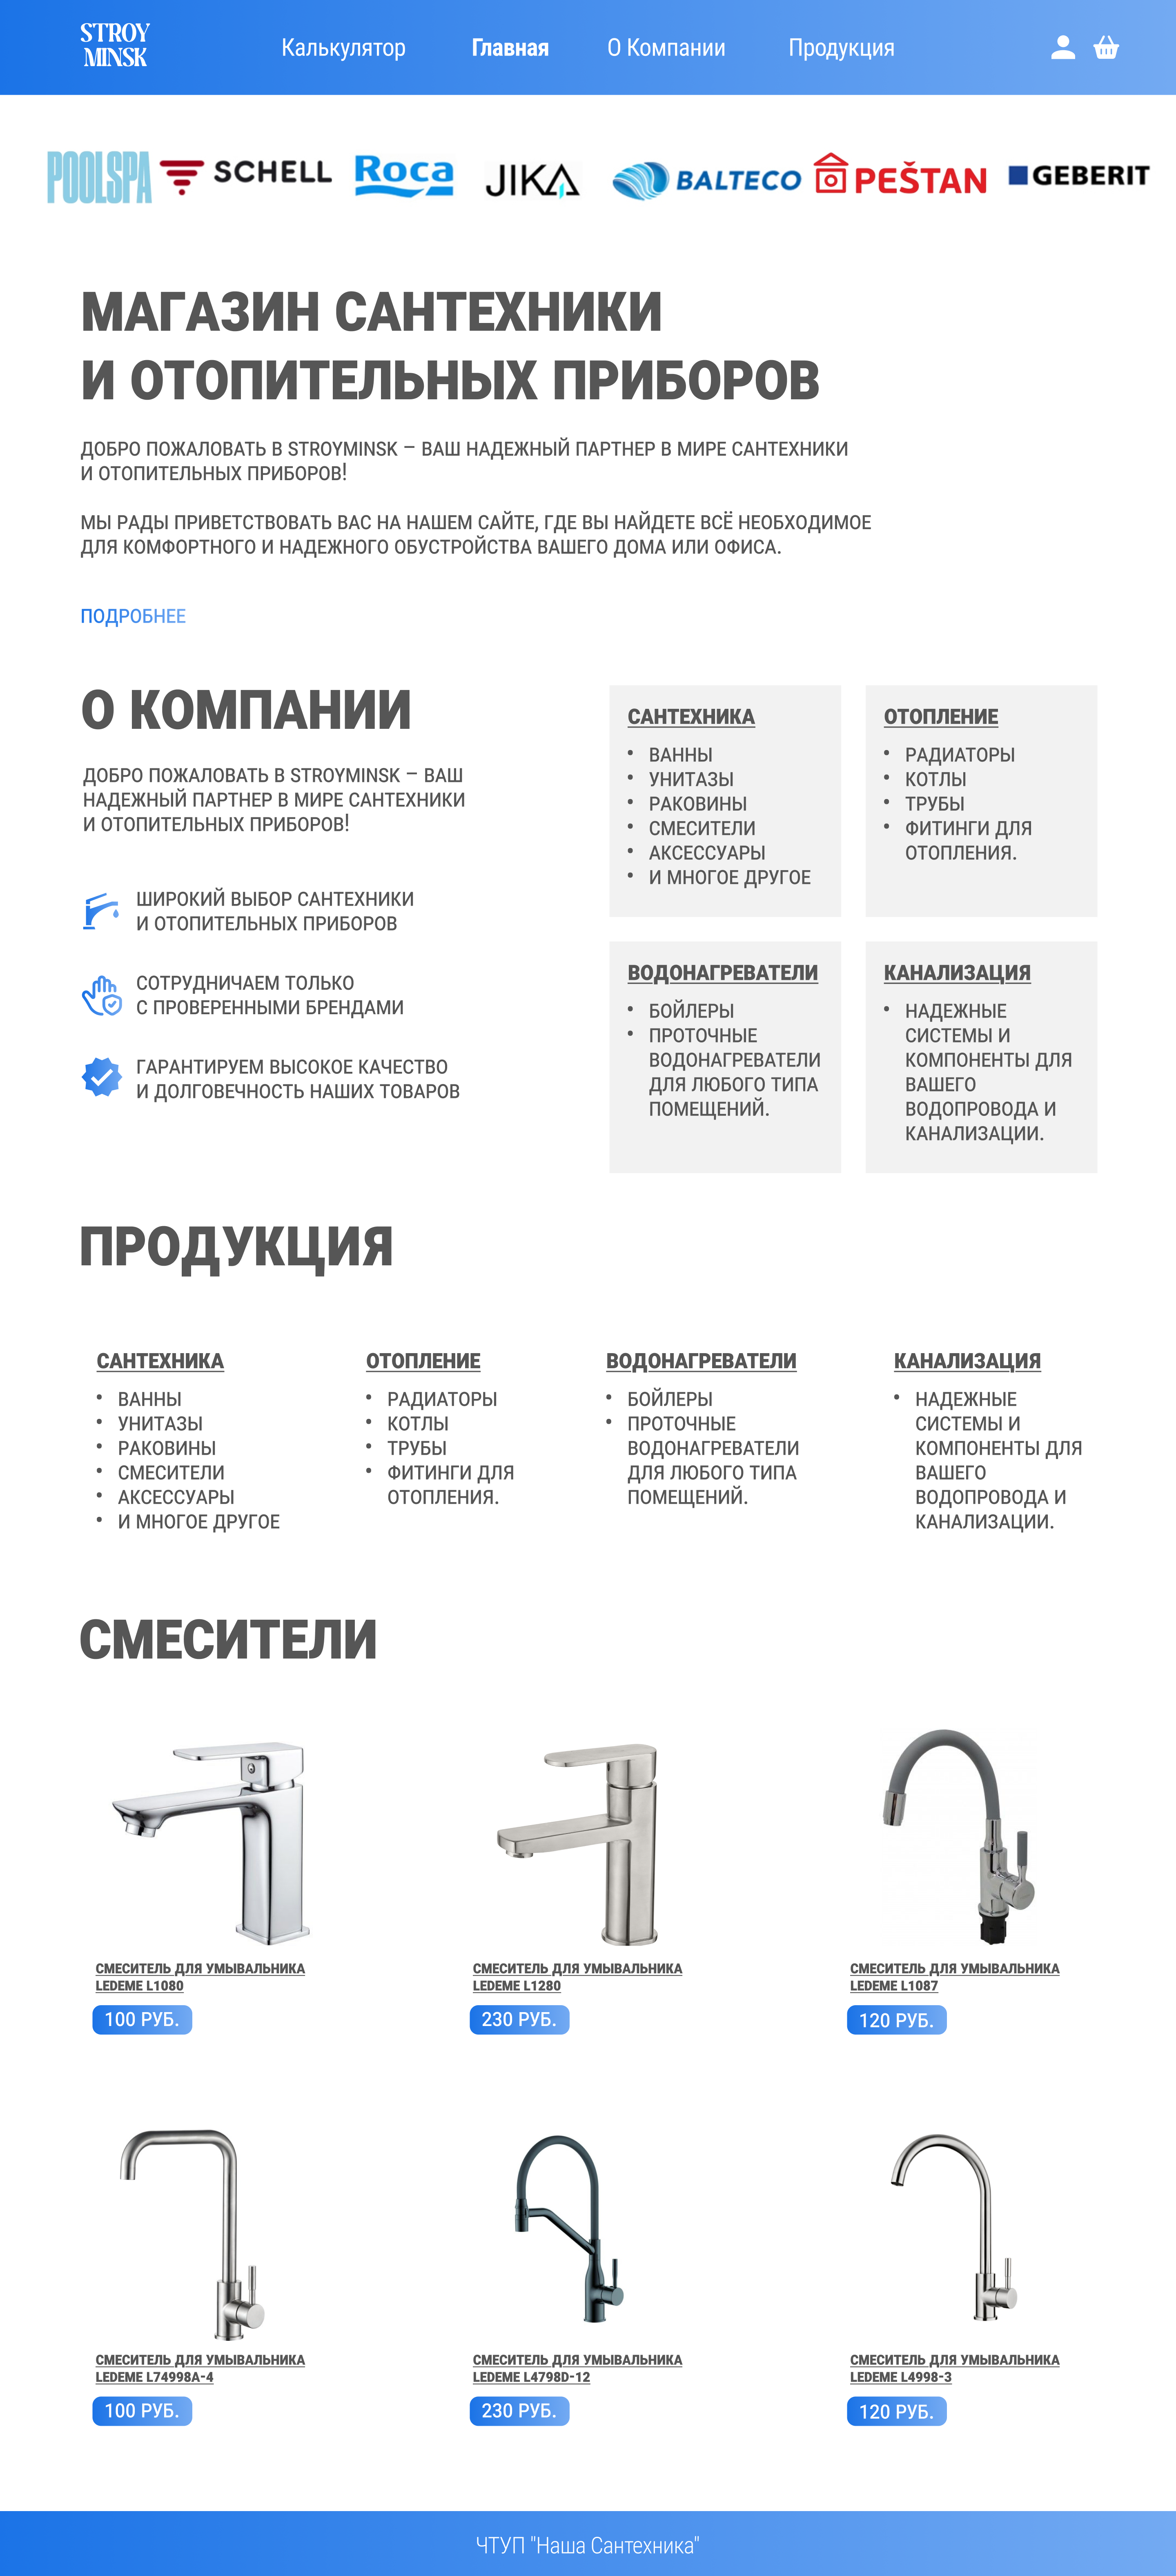 STROY
MINSK
Калькулятор
Главная
О Компании
Продукция
POOLSPA
SCHELL
Roca
JIKA
BALTECO
PEŠTAN
GEBERIT
МАГАЗИН САНТЕХНИКИ
И ОТОПИТЕЛЬНЫХ ПРИБОРОВ
ДОБРО ПОЖАЛОВАТЬ В STROYMINSK – ВАШ НАДЕЖНЫЙ ПАРТНЕР В МИРЕ САНТЕХНИКИ
И ОТОПИТЕЛЬНЫХ ПРИБОРОВ!
МЫ РАДЫ ПРИВЕТСТВОВАТЬ ВАС НА НАШЕМ САЙТЕ, ГДЕ ВЫ НАЙДЕТЕ ВСЁ НЕОБХОДИМОЕ
ДЛЯ КОМФОРТНОГО И НАДЕЖНОГО ОБУСТРОЙСТВА ВАШЕГО ДОМА ИЛИ ОФИСА.
ПОДРОБНЕЕ
О КОМПАНИИ
ДОБРО ПОЖАЛОВАТЬ В STROYMINSK – ВАШ
НАДЕЖНЫЙ ПАРТНЕР В МИРЕ САНТЕХНИКИ
И ОТОПИТЕЛЬНЫХ ПРИБОРОВ!
ШИРОКИЙ ВЫБОР САНТЕХНИКИ
И ОТОПИТЕЛЬНЫХ ПРИБОРОВ
СОТРУДНИЧАЕМ ТОЛЬКО
С ПРОВЕРЕННЫМИ БРЕНДАМИ
ГАРАНТИРУЕМ ВЫСОКОЕ КАЧЕСТВО
И ДОЛГОВЕЧНОСТЬ НАШИХ ТОВАРОВ
САНТЕХНИКА
• ВАННЫ
• УНИТАЗЫ
• РАКОВИНЫ
• СМЕСИТЕЛИ
• АКСЕССУАРЫ
• И МНОГОЕ ДРУГОЕ
ОТОПЛЕНИЕ
• РАДИАТОРЫ
• КОТЛЫ
• ТРУБЫ
• ФИТИНГИ ДЛЯ
ОТОПЛЕНИЯ.
ВОДОНАГРЕВАТЕЛИ
• БОЙЛЕРЫ
• ПРОТОЧНЫЕ
ВОДОНАГРЕВАТЕЛИ
ДЛЯ ЛЮБОГО ТИПА
ПОМЕЩЕНИЙ.
КАНАЛИЗАЦИЯ
• НАДЕЖНЫЕ
СИСТЕМЫ И
КОМПОНЕНТЫ ДЛЯ
ВАШЕГО
ВОДОПРОВОДА И
КАНАЛИЗАЦИИ.
ПРОДУКЦИЯ
САНТЕХНИКА
• ВАННЫ
• УНИТАЗЫ
• РАКОВИНЫ
• СМЕСИТЕЛИ
• АКСЕССУАРЫ
• И МНОГОЕ ДРУГОЕ
ОТОПЛЕНИЕ
• РАДИАТОРЫ
• КОТЛЫ
• ТРУБЫ
• ФИТИНГИ ДЛЯ
ОТОПЛЕНИЯ.
ВОДОНАГРЕВАТЕЛИ
• БОЙЛЕРЫ
• ПРОТОЧНЫЕ
ВОДОНАГРЕВАТЕЛИ
ДЛЯ ЛЮБОГО ТИПА
ПОМЕЩЕНИЙ.
КАНАЛИЗАЦИЯ
• НАДЕЖНЫЕ
СИСТЕМЫ И
КОМПОНЕНТЫ ДЛЯ
ВАШЕГО
ВОДОПРОВОДА И
КАНАЛИЗАЦИИ.
СМЕСИТЕЛИ
СМЕСИТЕЛЬ ДЛЯ УМЫВАЛЬНИКА
LEDEME L1080
100 РУБ.
СМЕСИТЕЛЬ ДЛЯ УМЫВАЛЬНИКА
LEDEME L1280
230 РУБ.
СМЕСИТЕЛЬ ДЛЯ УМЫВАЛЬНИКА
LEDEME L1087
120 РУБ.
СМЕСИТЕЛЬ ДЛЯ УМЫВАЛЬНИКА
LEDEME L74998A-4
100 РУБ.
СМЕСИТЕЛЬ ДЛЯ УМЫВАЛЬНИКА
LEDEME L4798D-12
230 РУБ.
СМЕСИТЕЛЬ ДЛЯ УМЫВАЛЬНИКА
LEDEME L4998-3
120 РУБ.
ЧТУП "Наша Сантехника"